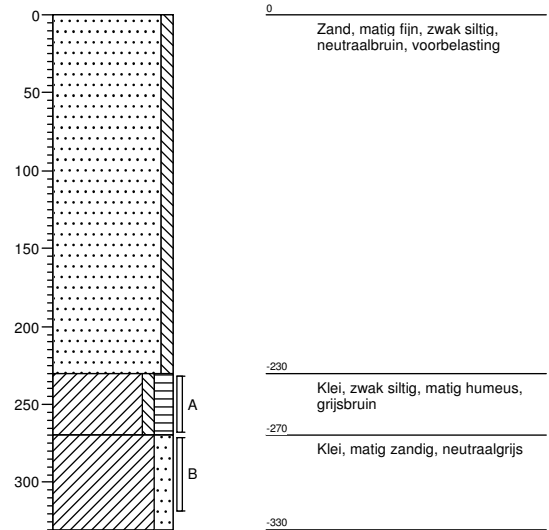 0
50
100
150
200
250
300
A
B
0
Zand, matig fijn, zwak siltig,
neutraalbruin, voorbelasting
-230
Klei, zwak siltig, matig humeus,
grijsbruin
-270
Klei, matig zandig, neutraalgrijs
-330